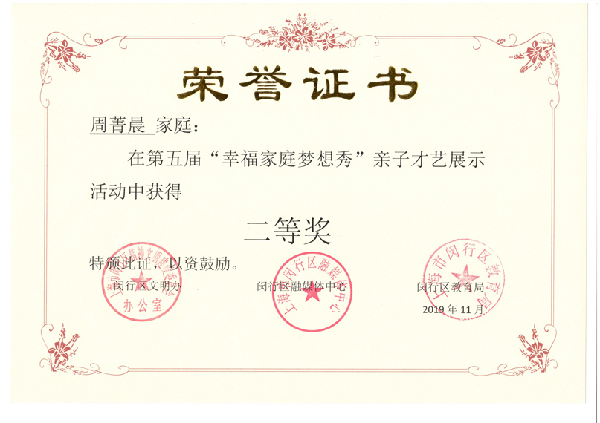 荣誉证书
周菁晨 家庭：
在第五届“幸福家庭梦想秀”亲子才艺展示
活动中获得
二等奖
特颁此证，以资鼓励。
闵行区文明办
闵行区融媒体中心
闵行区教育局
2019 年 11 月
办公室
上海市闵行区融媒体中心
上海市闵行区教育局